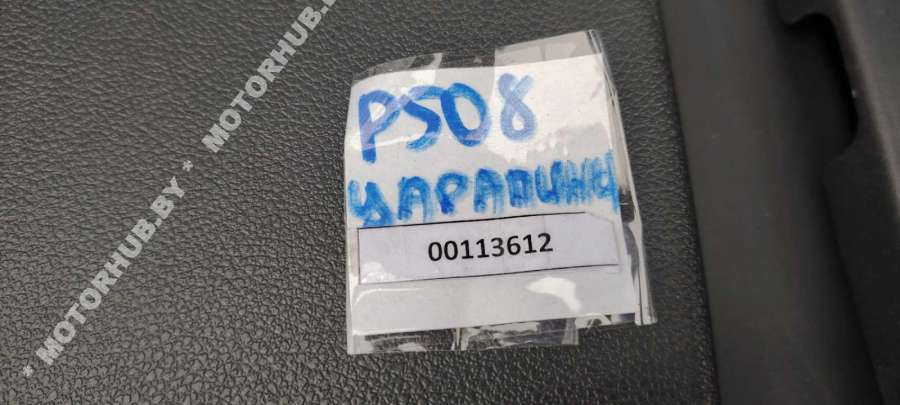 P508
ЦАРАПИНЫ
00113612
* MOTORHUB.BY * MOTORHUB.BY